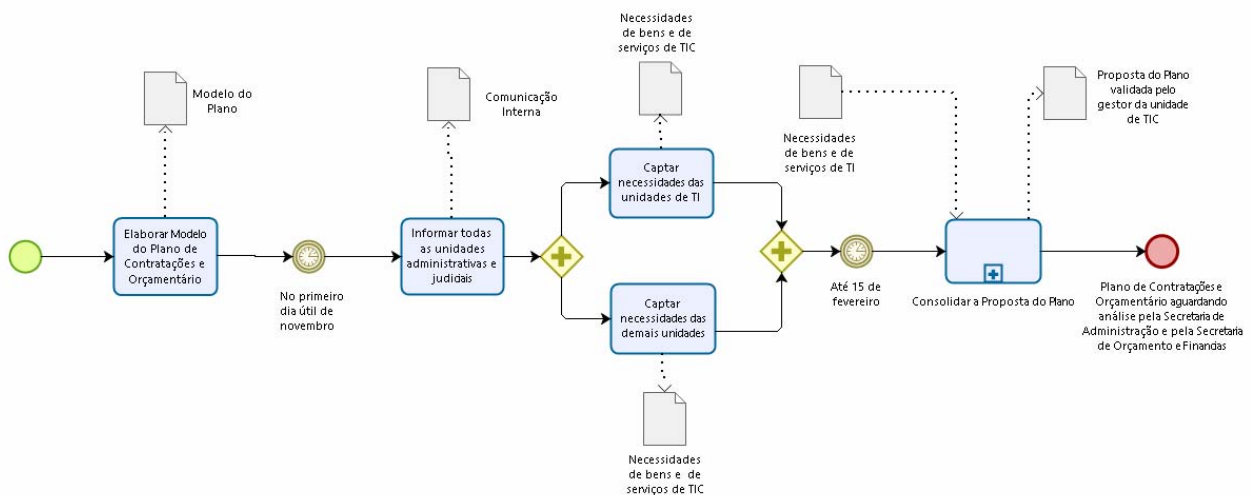 Necessidades
de bens e de
serviços de TIC
Modelo do
Plano
Comunicação
Interna
Necessidades
de bens e de
serviços de TI
Proposta do Plano
validada pelo
gestor da unidade
de TIC
Captar
necessidades das
unidades de TI
Elaborar Modelo
do Plano de
Contratações e
Orçamentário
No primeiro
dia útil de
novembro
Informar todas
as unidades
administrativas e
judiciais
Captar
necessidades das
demais unidades
Até 15 de
fevereiro
Consolidar a Proposta do Plano
Plano de Contratações e
Orçamentário aguardando
análise pela Secretaria de
Administração e pela Secretaria
de Orçamento e Financias
Necessidades
de bens e de
serviços de TIC